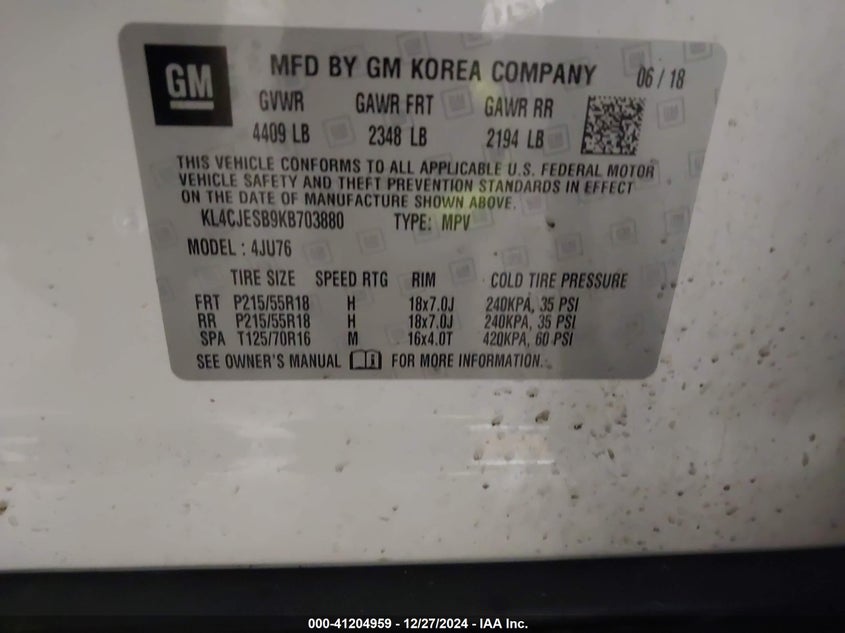 GM
MFD BY GM KOREA COMPANY 06 / 18
GVWR GAWR FRT GAWR RR
4409 LB 2348 LB 2194 LB
THIS VEHICLE CONFORMS TO ALL APPLICABLE U.S. FEDERAL MOTOR
VEHICLE SAFETY AND THEFT PREVENTION STANDARDS IN EFFECT
ON THE DATE OF MANUFACTURE SHOWN ABOVE.
KL4CJESB9KB703880 TYPE: MPV
MODEL : 4JU76
TIRE SIZE SPEED RTG RIM COLD TIRE PRESSURE
FRT P215/55R18 H 18x7.0J 240KPA, 35 PSI
RR P215/55R18 H 18x7.0J 240KPA, 35 PSI
SPA T125/70R16 M 16x4.0T 420KPA, 60 PSI
SEE OWNER'S MANUAL FOR MORE INFORMATION.
000-41204959 - 12/27/2024 - IAA Inc.